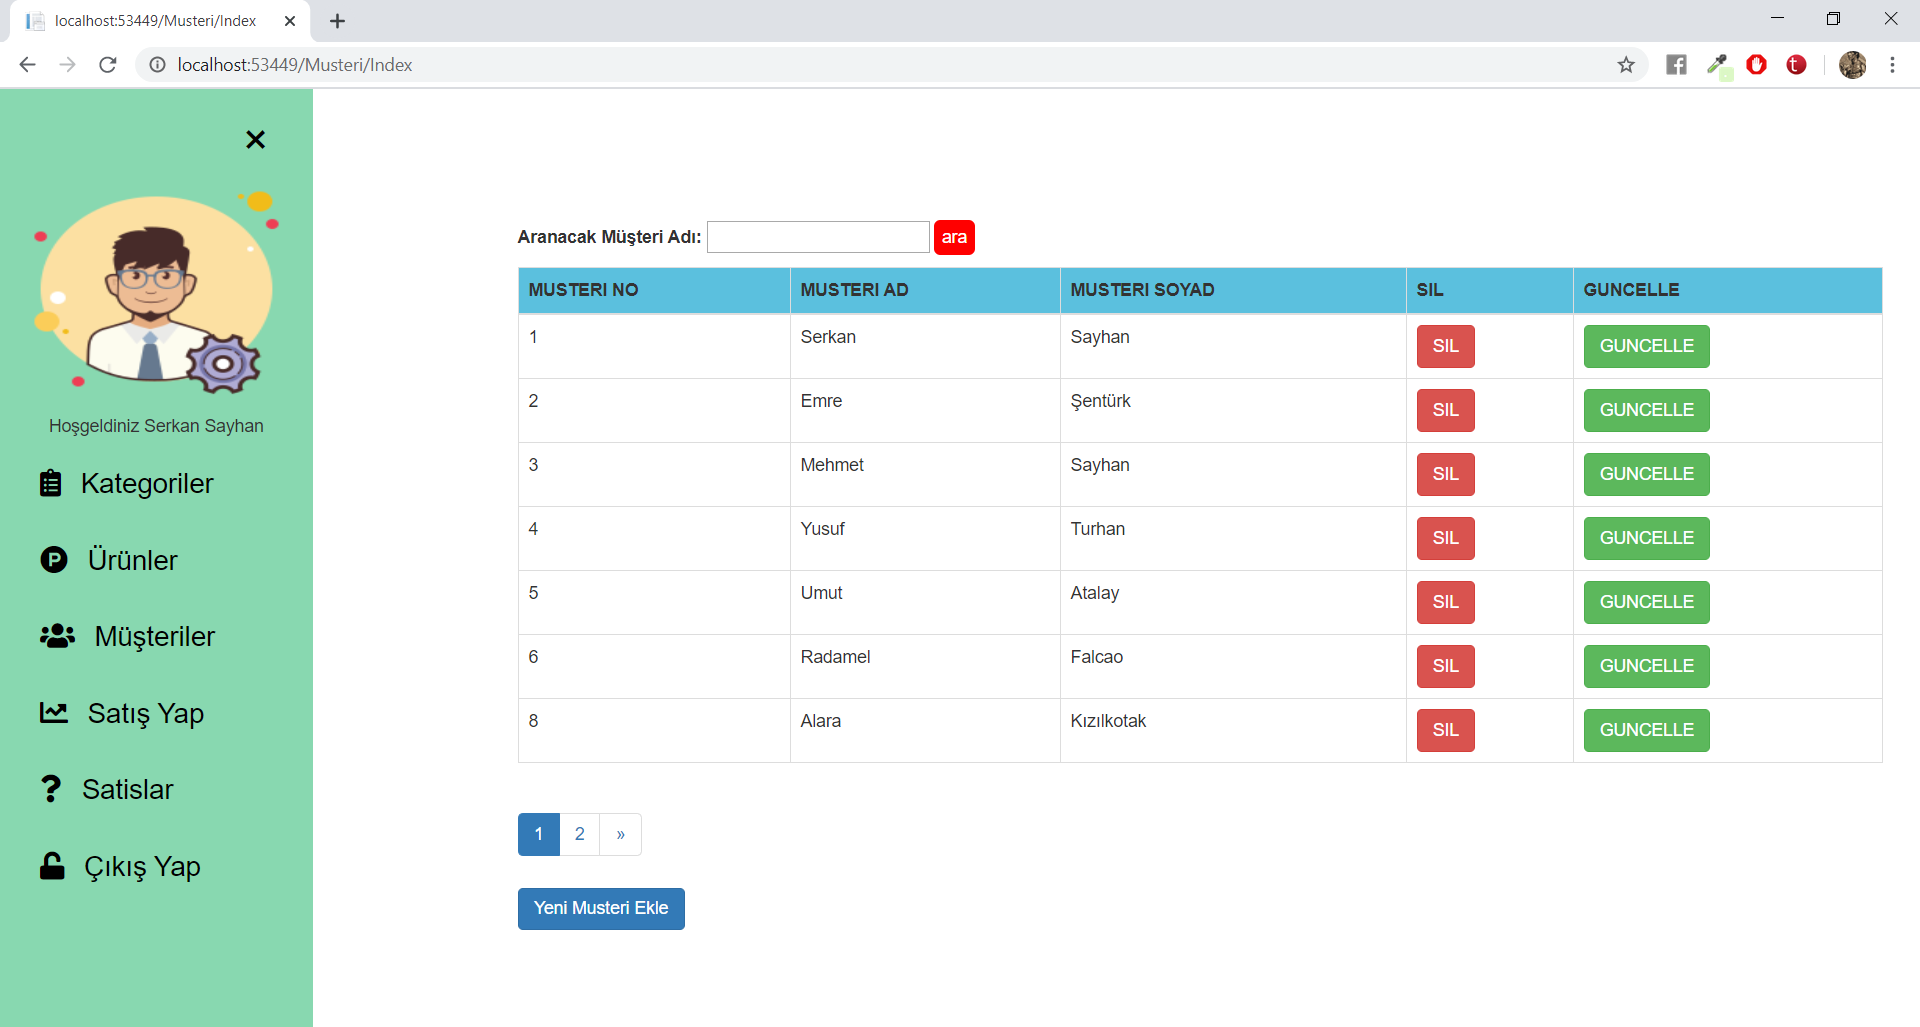 localhost:53449/Musteri/Index
localhost:53449/Musteri/Index
Hoşgeldiniz Serkan Sayhan
Kategoriler
Ürünler
Müşteriler
Satış Yap
Satislar
Çıkış Yap
Aranacak Müşteri Adı: ara
MUSTERI NO MUSTERI AD MUSTERI SOYAD SIL GUNCELLE
1 Serkan Sayhan SIL GUNCELLE
2 Emre Şentürk SIL GUNCELLE
3 Mehmet Sayhan SIL GUNCELLE
4 Yusuf Turhan SIL GUNCELLE
5 Umut Atalay SIL GUNCELLE
6 Radamel Falcao SIL GUNCELLE
8 Alara Kızılkotak SIL GUNCELLE
1 2 »
Yeni Musteri Ekle